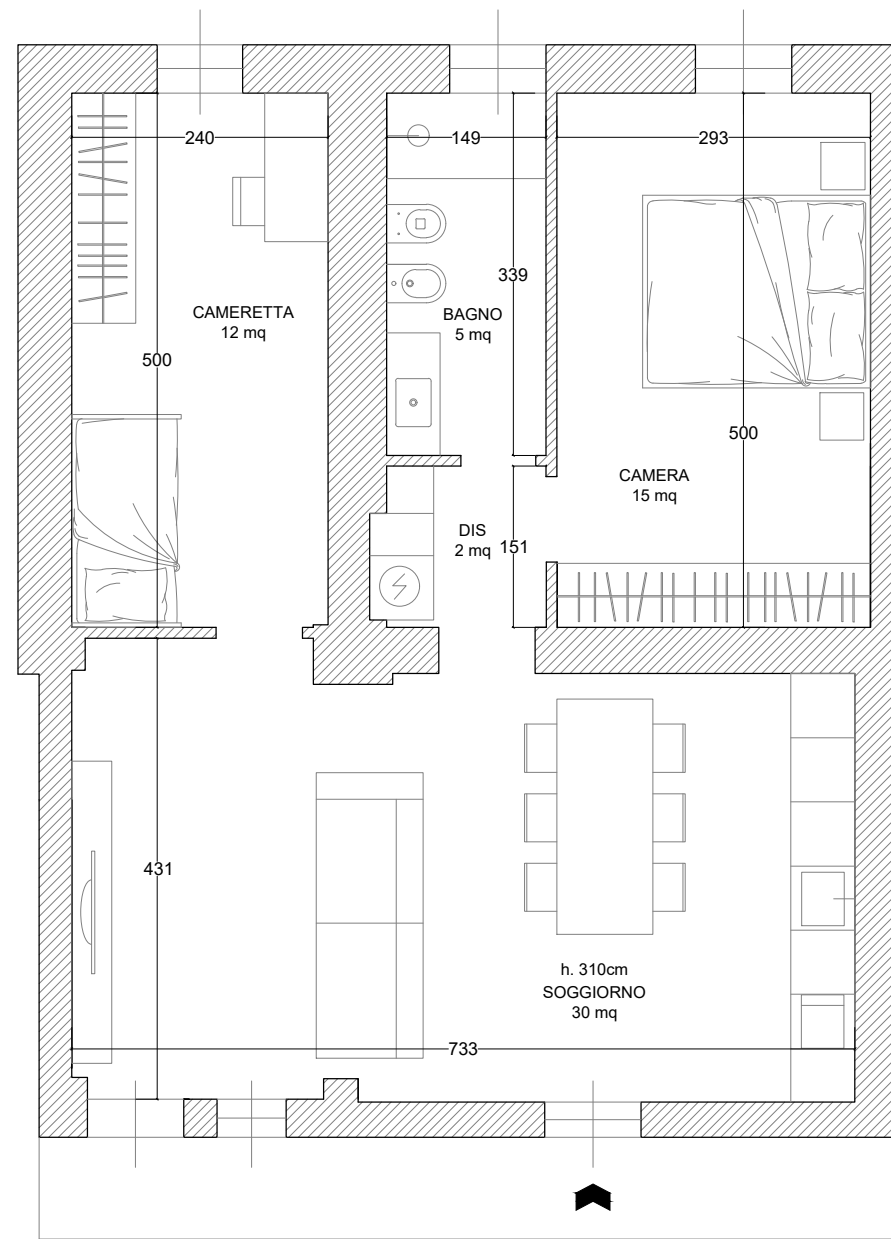 240
149
293
339
CAMERETTA
12 mq
BAGNO
5 mq
500
500
CAMERA
15 mq
DIS
2 mq
151
431
h. 310cm
SOGGIORNO
30 mq
733